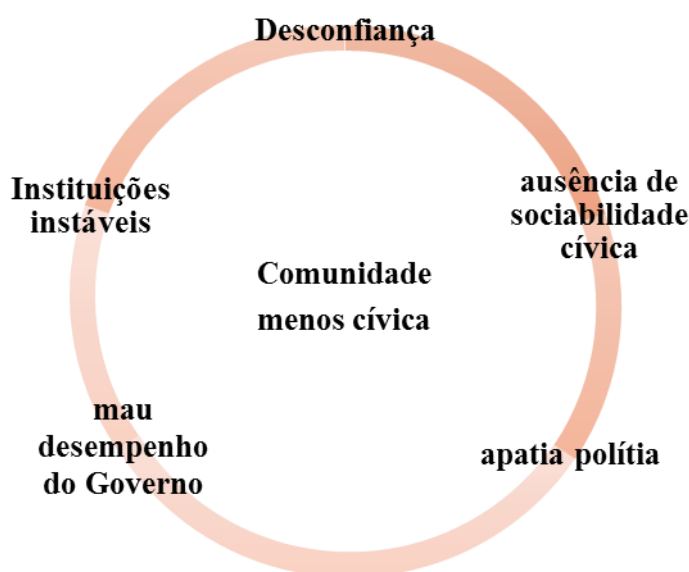 Desconfiança
ausência de
sociabilidade
cívica
apatia polítia
mau
desempenho
do Governo
Instituições
instáveis
Comunidade
menos cívica